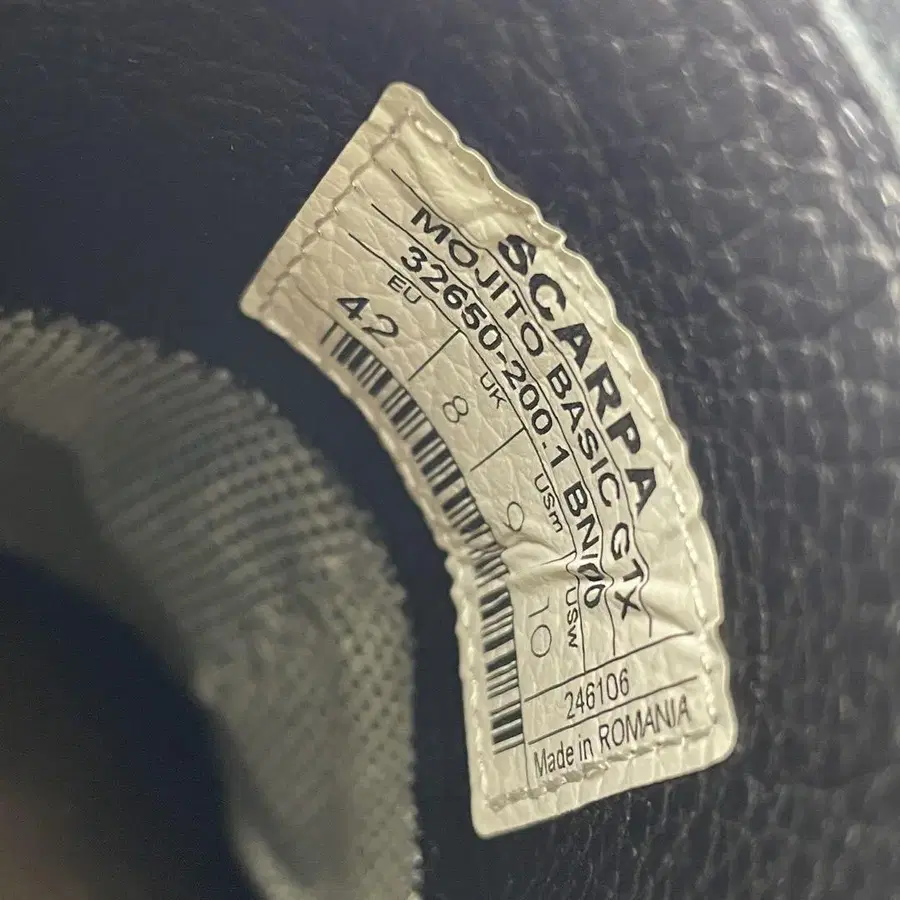 SCARPA
MOJITO BASIC GTX
32650-200.1 BNI00
EU UK USm USw
42 8 9 10
246106
Made in ROMANIA